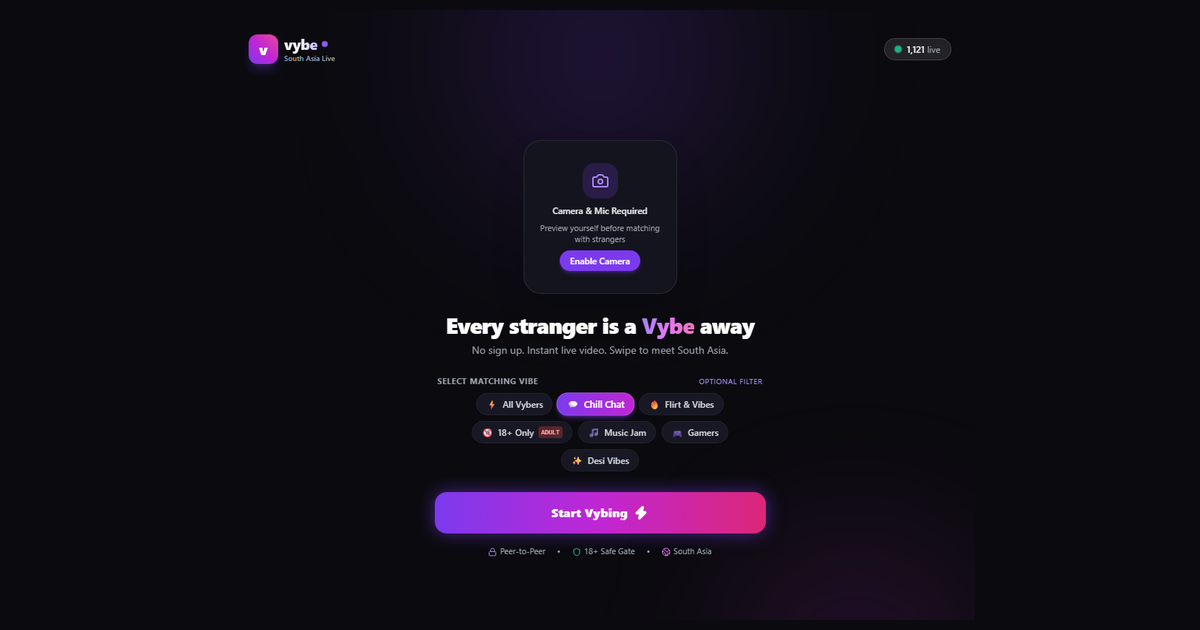 v
vybe
South Asia Live
1,121 live
Camera & Mic Required
Preview yourself before matching
with strangers
Enable Camera
Every stranger is a Vybe away
No sign up. Instant live video. Swipe to meet South Asia.
SELECT MATCHING VIBE
OPTIONAL FILTER
All Vybers
Chill Chat
Flirt & Vibes
18+ Only ADULT
Music Jam
Gamers
Desi Vibes
Start Vybing
Peer-to-Peer • 18+ Safe Gate • South Asia